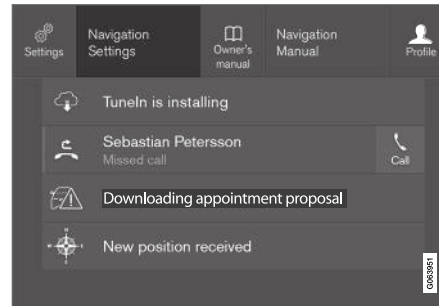 Settings
Navigation
Settings
Owner's
manual
Navigation
Manual
Profile
TuneIn is installing
Sebastian Petersson
Missed call
Call
Downloading appointment proposal
New position received
G063951